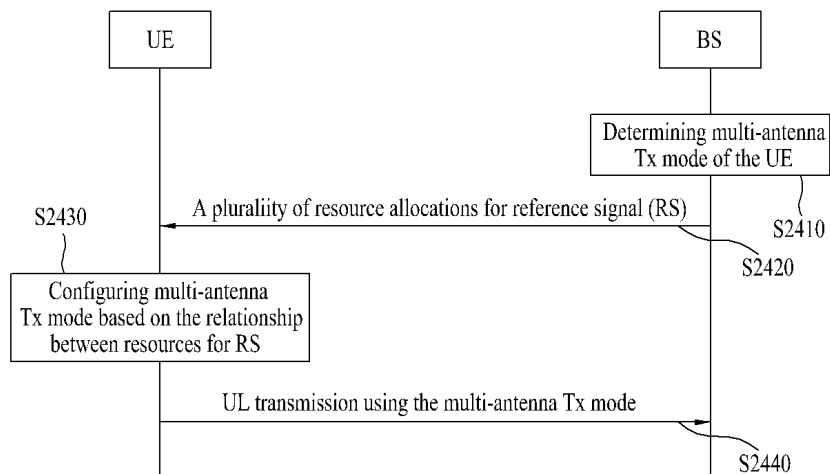 UE
BS
Determining multi-antenna
Tx mode of the UE
S2410
A pluraliity of resource allocations for reference signal (RS)
S2420
S2430
Configuring multi-antenna
Tx mode based on the relationship
between resources for RS
UL transmission using the multi-antenna Tx mode
S2440